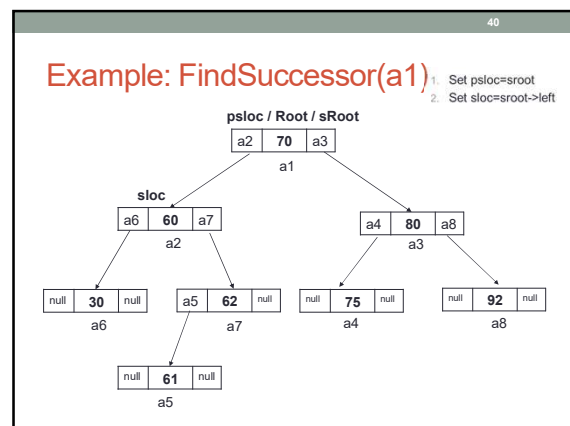 40
Example: FindSuccessor(a1)
1. Set psloc=sroot
2. Set sloc=sroot->left
psloc / Root / sRoot
a2 70 a3
a1
sloc
a6 60 a7
a2
a4 80 a8
a3
null 30 null
a6
a5 62 null
a7
null 75 null
a4
null 92 null
a8
null 61 null
a5